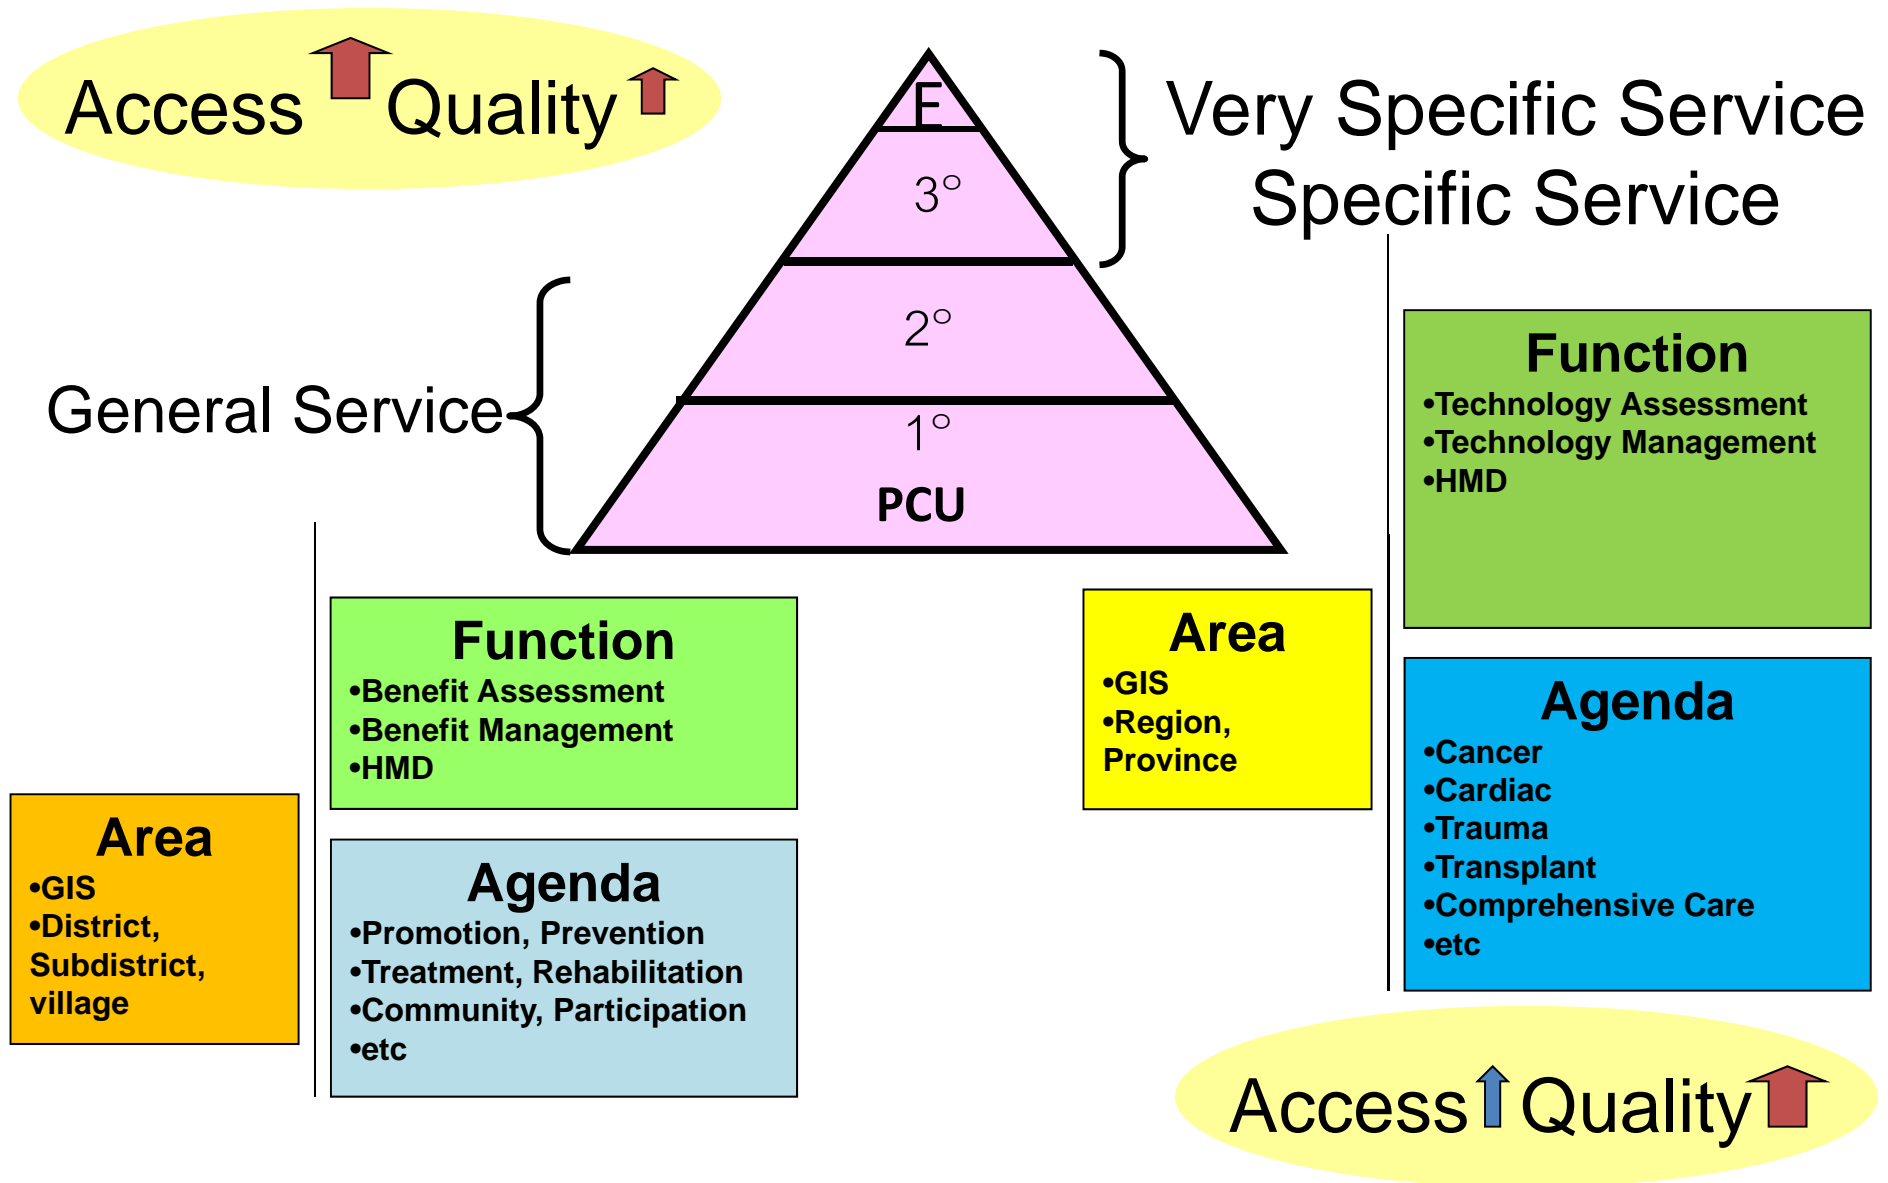 Access Quality
E
3°
2°
1°
PCU
Very Specific Service
Specific Service
General Service
Function
•Benefit Assessment
•Benefit Management
•HMD
Area
•GIS
•District,
Subdistrict,
village
Agenda
•Promotion, Prevention
•Treatment, Rehabilitation
•Community, Participation
•etc
Function
•Technology Assessment
•Technology Management
•HMD
Area
•GIS
•Region,
Province
Agenda
•Cancer
•Cardiac
•Trauma
•Transplant
•Comprehensive Care
•etc
Access Quality